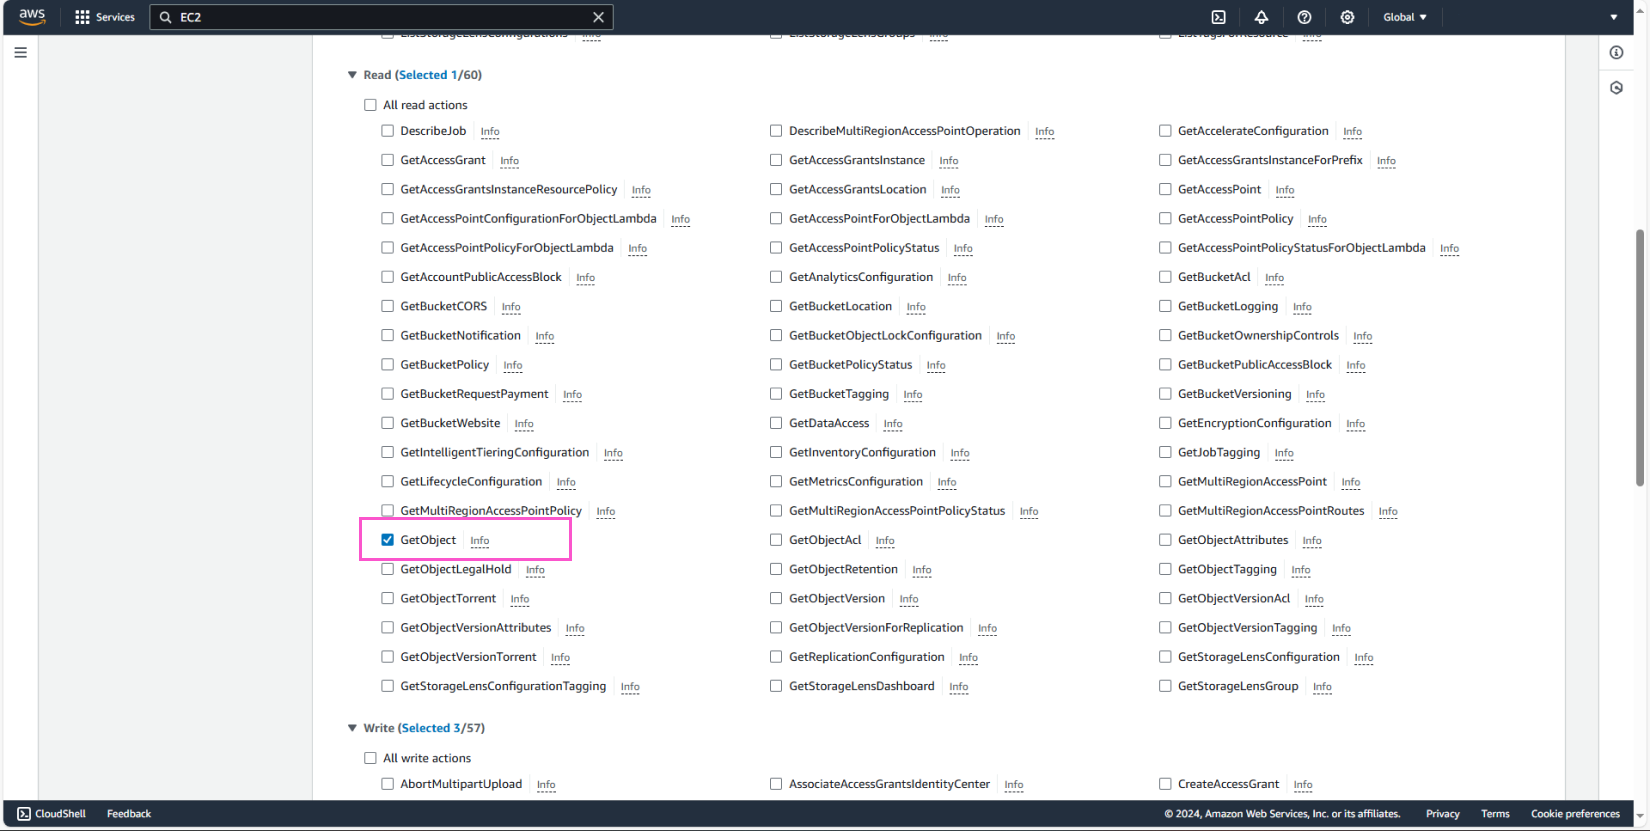 aws Services EC2 Global
ListStorageLensConfigurations Info ListStorageLensGroups Info ListTagsForResource Info
Read (Selected 1/60)
All read actions
DescribeJob Info DescribeMultiRegionAccessPointOperation Info GetAccelerateConfiguration Info
GetAccessGrant Info GetAccessGrantsInstance Info GetAccessGrantsInstanceForPrefix Info
GetAccessGrantsInstanceResourcePolicy Info GetAccessGrantsLocation Info GetAccessPoint Info
GetAccessPointConfigurationForObjectLambda Info GetAccessPointForObjectLambda Info GetAccessPointPolicy Info
GetAccessPointPolicyForObjectLambda Info GetAccessPointPolicyStatus Info GetAccessPointPolicyStatusForObjectLambda Info
GetAccountPublicAccessBlock Info GetAnalyticsConfiguration Info GetBucketAcl Info
GetBucketCORS Info GetBucketLocation Info GetBucketLogging Info
GetBucketNotification Info GetBucketObjectLockConfiguration Info GetBucketOwnershipControls Info
GetBucketPolicy Info GetBucketPolicyStatus Info GetBucketPublicAccessBlock Info
GetBucketRequestPayment Info GetBucketTagging Info GetBucketVersioning Info
GetBucketWebsite Info GetDataAccess Info GetEncryptionConfiguration Info
GetIntelligentTieringConfiguration Info GetInventoryConfiguration Info GetJobTagging Info
GetLifecycleConfiguration Info GetMetricsConfiguration Info GetMultiRegionAccessPoint Info
GetMultiRegionAccessPointPolicy Info GetMultiRegionAccessPointPolicyStatus Info GetMultiRegionAccessPointRoutes Info
GetObject Info GetObjectAcl Info GetObjectAttributes Info
GetObjectLegalHold Info GetObjectRetention Info GetObjectTagging Info
GetObjectTorrent Info GetObjectVersion Info GetObjectVersionAcl Info
GetObjectVersionAttributes Info GetObjectVersionForReplication Info GetObjectVersionTagging Info
GetObjectVersionTorrent Info GetReplicationConfiguration Info GetStorageLensConfiguration Info
GetStorageLensConfigurationTagging Info GetStorageLensDashboard Info GetStorageLensGroup Info
Write (Selected 3/57)
All write actions
AbortMultipartUpload Info AssociateAccessGrantsIdentityCenter Info CreateAccessGrant Info
CloudShell Feedback © 2024, Amazon Web Services, Inc. or its affiliates. Privacy Terms Cookie preferences